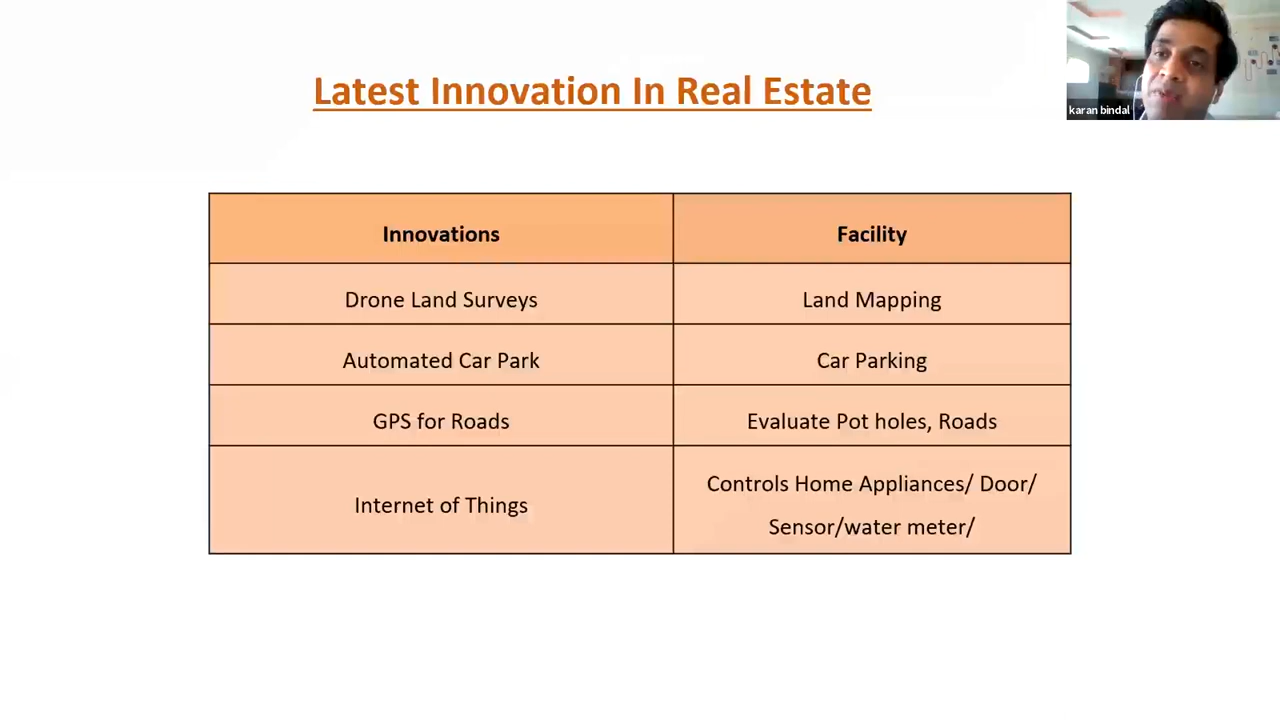 Latest Innovation In Real Estate
karan bindal
Innovations Facility
Drone Land Surveys Land Mapping
Automated Car Park Car Parking
GPS for Roads Evaluate Pot holes, Roads
Internet of Things Controls Home Appliances/ Door/
Sensor/water meter/